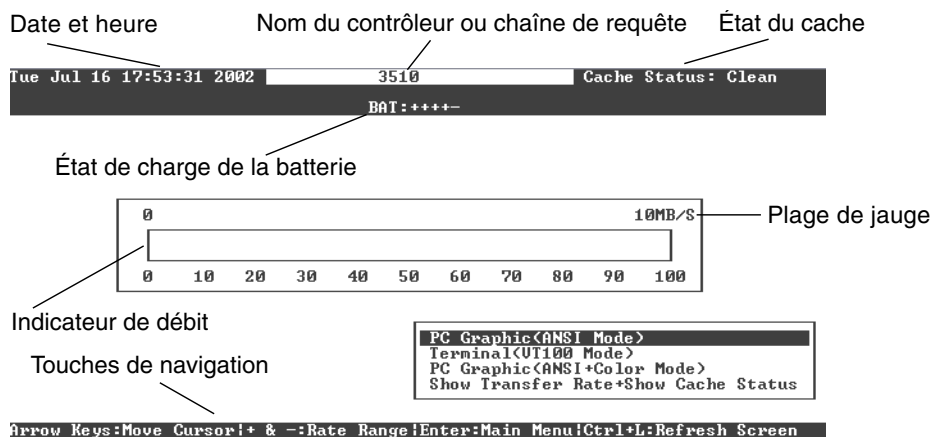 Date et heure
Nom du contrôleur ou chaîne de requête
État du cache
Tue Jul 16 17:53:31 2002 3510 Cache Status: Clean
BAT:++++-
État de charge de la batterie
0 10MB/S
Plage de jauge
0 10 20 30 40 50 60 70 80 90 100
Indicateur de débit
PC Graphic(ANSI Mode)
Terminal(VT100 Mode)
PC Graphic(ANSI+Color Mode)
Show Transfer Rate+Show Cache Status
Touches de navigation
Arrow Keys:Move Cursor|+ & -:Rate Range|Enter:Main Menu|Ctrl+L:Refresh Screen